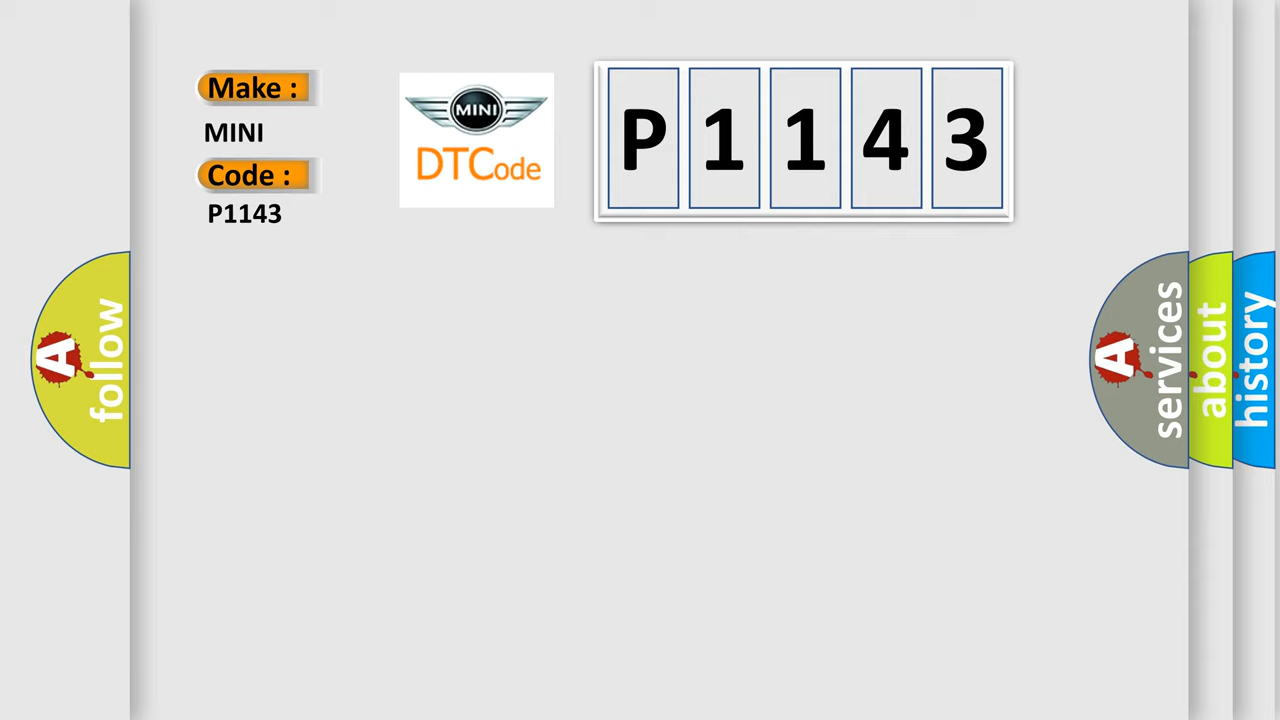 Make :
MINI
Code :
P1143
MINI
DTCode
P 1 1 4 3
A
follow
A
services
about
history